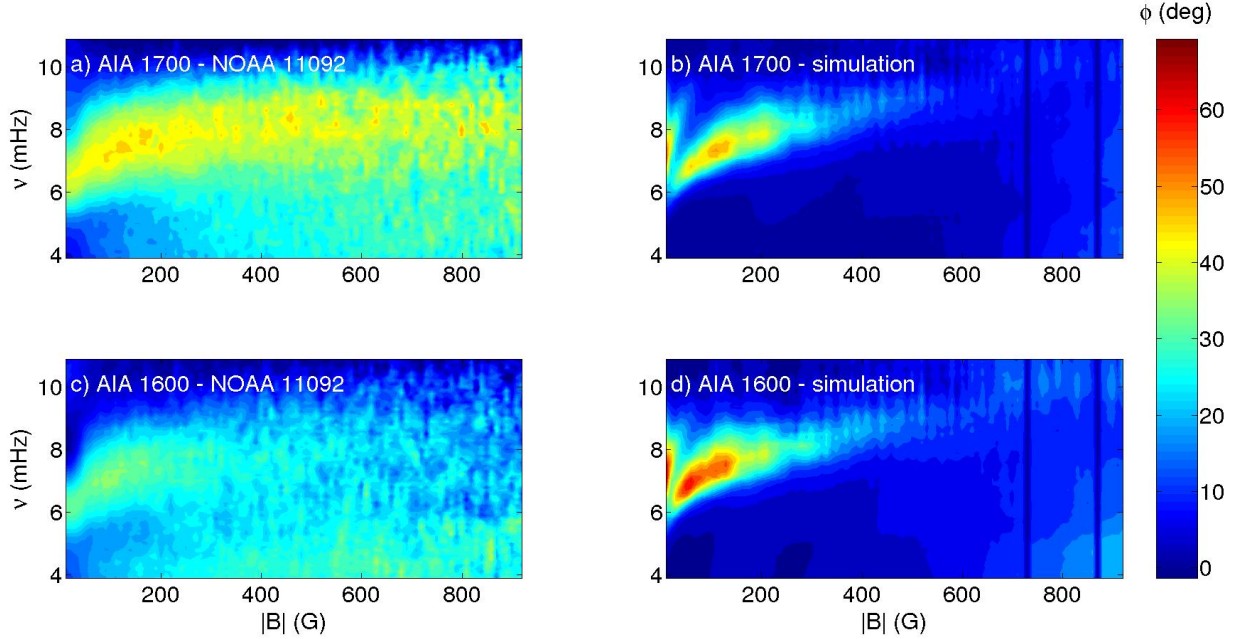 ϕ (deg)
a) AIA 1700 - NOAA 11092
b) AIA 1700 - simulation
10
8
6
4
ν (mHz)
200 400 600 800
10
8
6
4
200 400 600 800
c) AIA 1600 - NOAA 11092
d) AIA 1600 - simulation
10
8
6
4
ν (mHz)
200 400 600 800
|B| (G)
10
8
6
4
200 400 600 800
|B| (G)
60
50
40
30
20
10
0